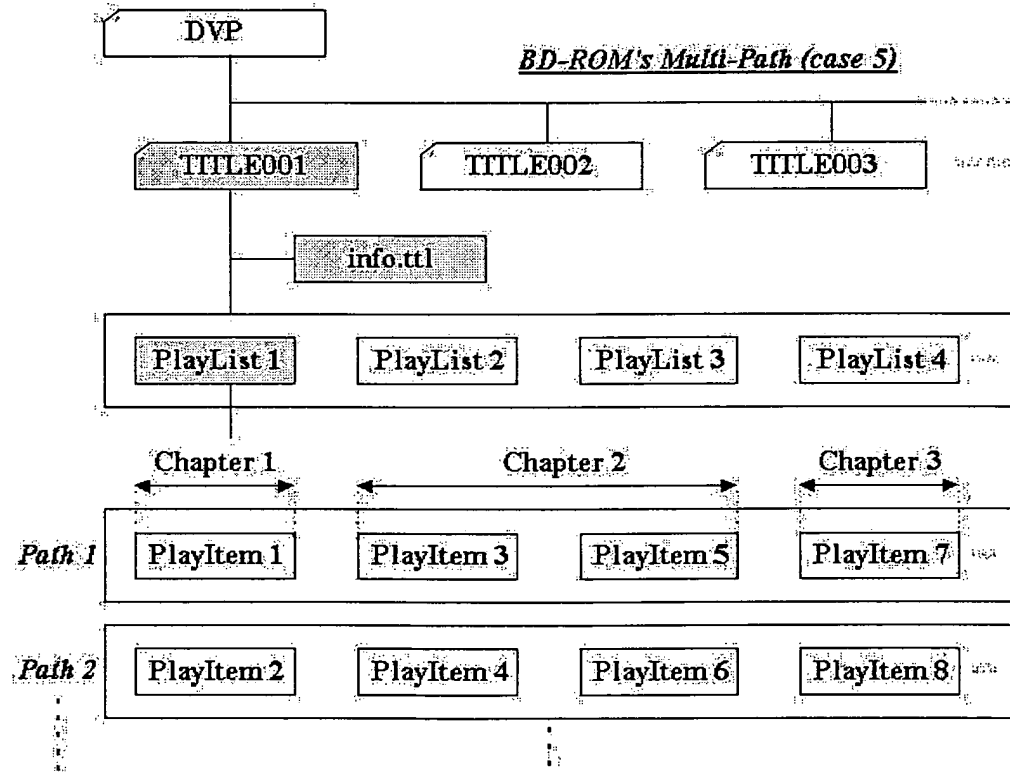 DVP
BD-ROM's Multi-Path (case 5)
TITLE001 TITLE002 TITLE003
info.ttl
PlayList 1 PlayList 2 PlayList 3 PlayList 4
Chapter 1 Chapter 2 Chapter 3
Path 1 PlayItem 1 PlayItem 3 PlayItem 5 PlayItem 7
Path 2 PlayItem 2 PlayItem 4 PlayItem 6 PlayItem 8